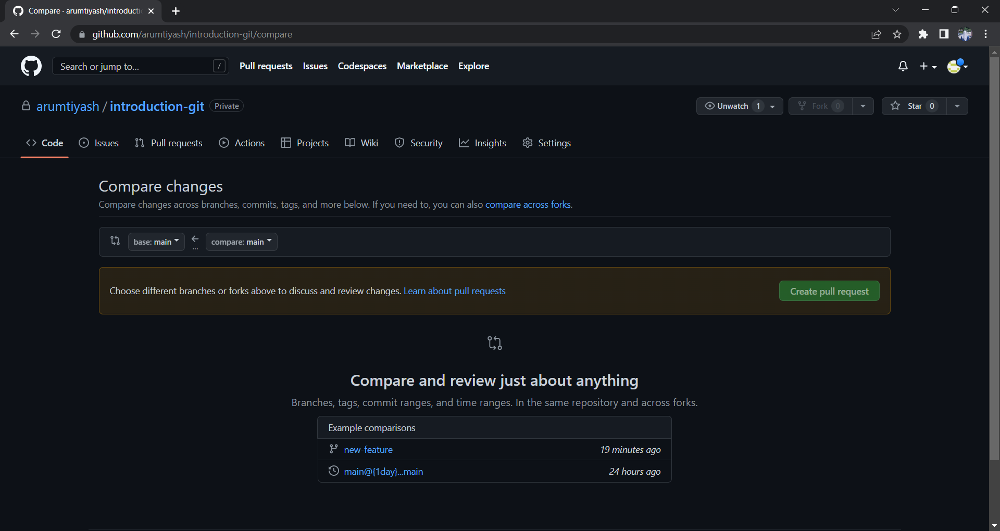 Compare · arumtiyash/introducti
github.com/arumtiyash/introduction-git/compare
Search or jump to... / Pull requests Issues Codespaces Marketplace Explore
arumtiyash / introduction-git Private Unwatch 1 Fork 0 Star 0
Code Issues Pull requests Actions Projects Wiki Security Insights Settings
Compare changes
Compare changes across branches, commits, tags, and more below. If you need to, you can also compare across forks.
base: main ... compare: main
Choose different branches or forks above to discuss and review changes. Learn about pull requests Create pull request
Compare and review just about anything
Branches, tags, commit ranges, and time ranges. In the same repository and across forks.
Example comparisons
new-feature 19 minutes ago
main@{1day}...main 24 hours ago